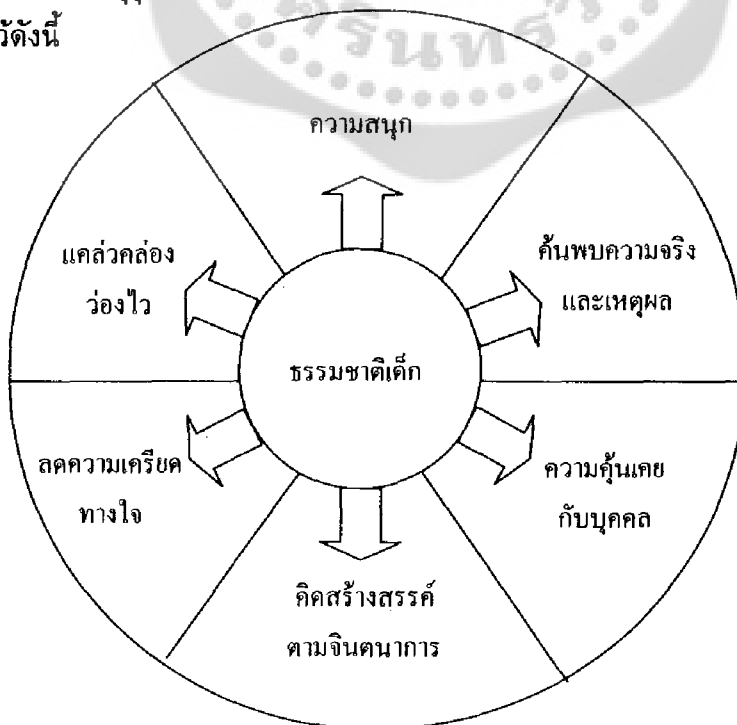 วัดังนี้
ความสนุก
ค้นพบความจริง
และเหตุผล
ความคุ้นเคย
กับบุคคล
คิดสร้างสรรค์
ตามจินตนาการ
ลดความเครียด
ทางใจ
แคล่วคล่อง
ว่องไว
ธรรมชาติเด็ก